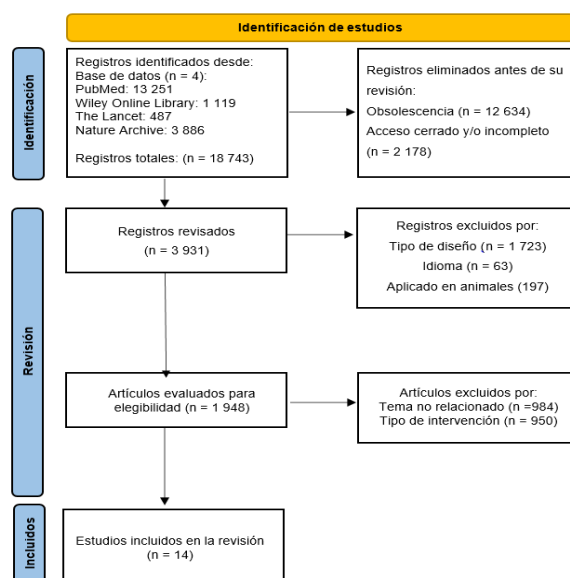 Identificación de estudios
Identificación
Registros identificados desde:
Base de datos (n = 4):
PubMed: 13 251
Wiley Online Library: 1 119
The Lancet: 487
Nature Archive: 3 886
Registros totales: (n = 18 743)
Registros eliminados antes de su
revisión:
Obsolescencia (n = 12 634)
Acceso cerrado y/o incompleto
(n = 2 178)
Revisión
Registros revisados
(n = 3 931)
Registros excluidos por:
Tipo de diseño (n = 1 723)
Idioma (n = 63)
Aplicado en animales (197)
Artículos evaluados para
elegibilidad (n = 1 948)
Artículos excluidos por:
Tema no relacionado (n =984)
Tipo de intervención (n = 950)
Incluidos
Estudios incluidos en la revisión
(n = 14)